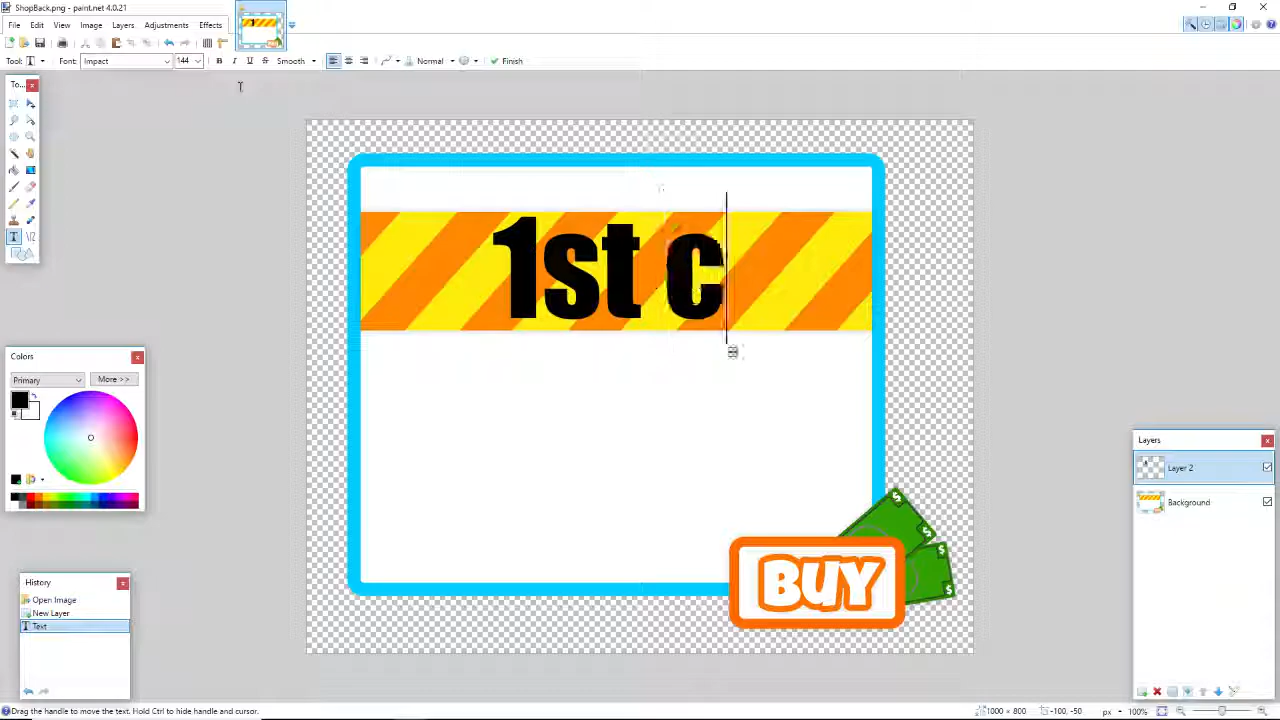 ShopBack.png - paint.net 4.0.21
File Edit View Image Layers Adjustments Effects
Tool: Font: Impact 144 B I U S Smooth Normal Finish
To...
1st c
Colors
Primary More >>
Layers
Layer 2
Background
BUY
History
Open Image
New Layer
Text
Drag the handle to move the text. Hold Ctrl to hide handle and cursor. 1000 × 800 -100, -50 px 100%